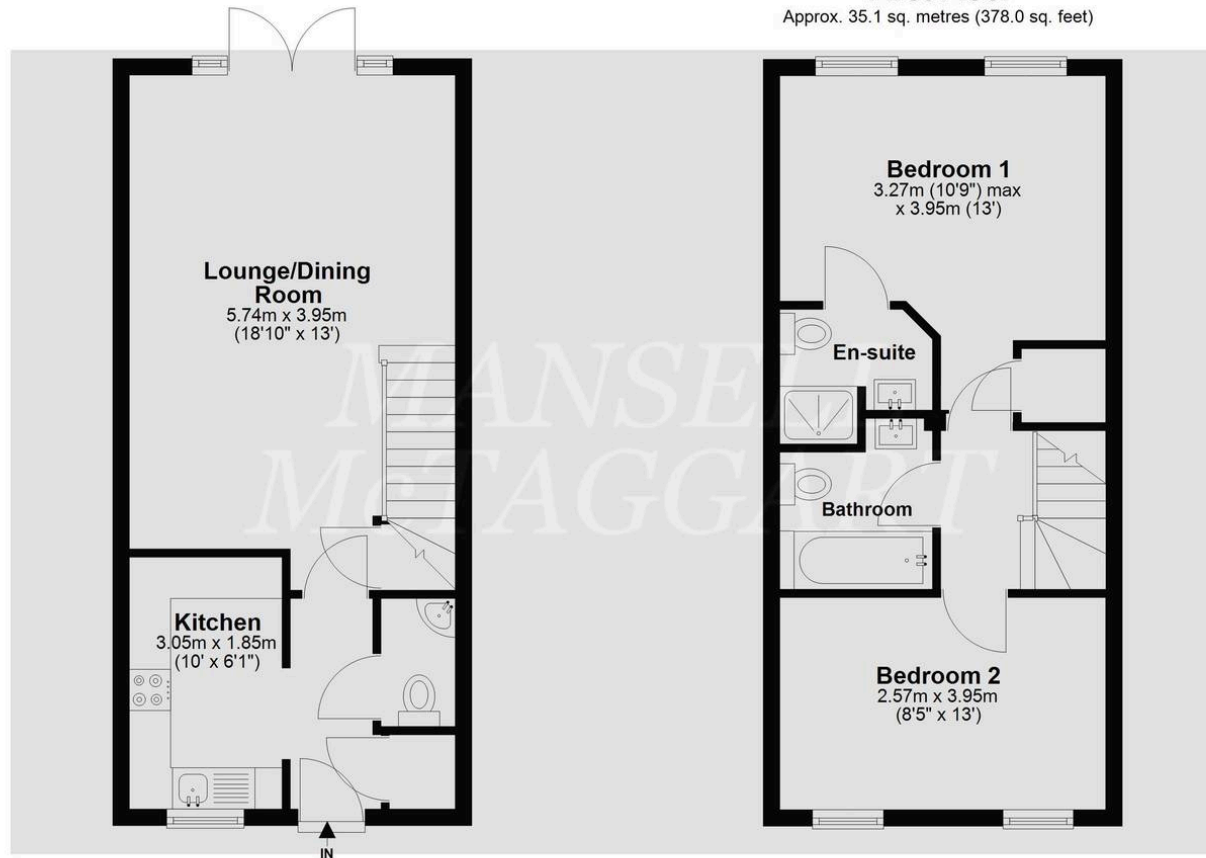 Approx. 35.1 sq. metres (378.0 sq. feet)
Lounge/Dining
Room
5.74m x 3.95m
(18'10" x 13')
Kitchen
3.05m x 1.85m
(10' x 6'1")
IN
Bedroom 1
3.27m (10'9") max
x 3.95m (13')
En-suite
Bathroom
Bedroom 2
2.57m x 3.95m
(8'5" x 13')
MANSELL
McTAGGART